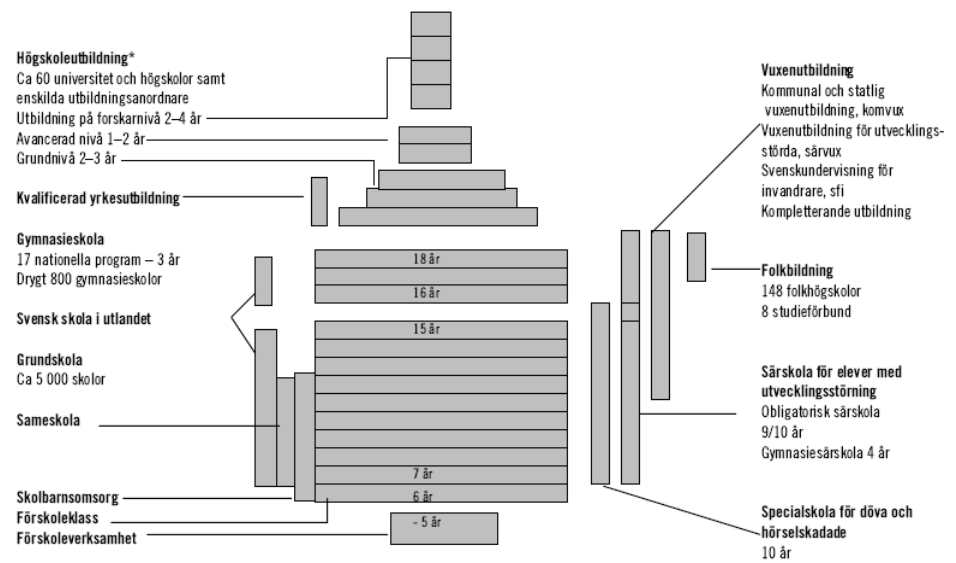 Högskoleutbildning*
Ca 60 universitet och högskolor samt
enskilda utbildningsanordnare
Utbildning på forskarnivå 2–4 år
Avancerad nivå 1–2 år
Grundnivå 2–3 år
Kvalificerad yrkesutbildning
Gymnasieskola
17 nationella program – 3 år
Drygt 800 gymnasieskolor
Svensk skola i utlandet
Grundskola
Ca 5 000 skolor
Sameskola
Skolbarnsomsorg
Förskoleklass
Förskoleverksamhet
18 år
16 år
15 år
7 år
6 år
- 5 år
Vuxenutbildning
Kommunal och statlig
vuxenutbildning, komvux
Vuxenutbildning för utvecklings-
störda, särvux
Svenskundervisning för
invandrare, sfi
Kompletterande utbildning
Folkbildning
148 folkhögskolor
8 studieförbund
Särskola för elever med
utvecklingsstörning
Obligatorisk särskola
9/10 år
Gymnasiesärskola 4 år
Specialskola för döva och
hörselskadade
10 år